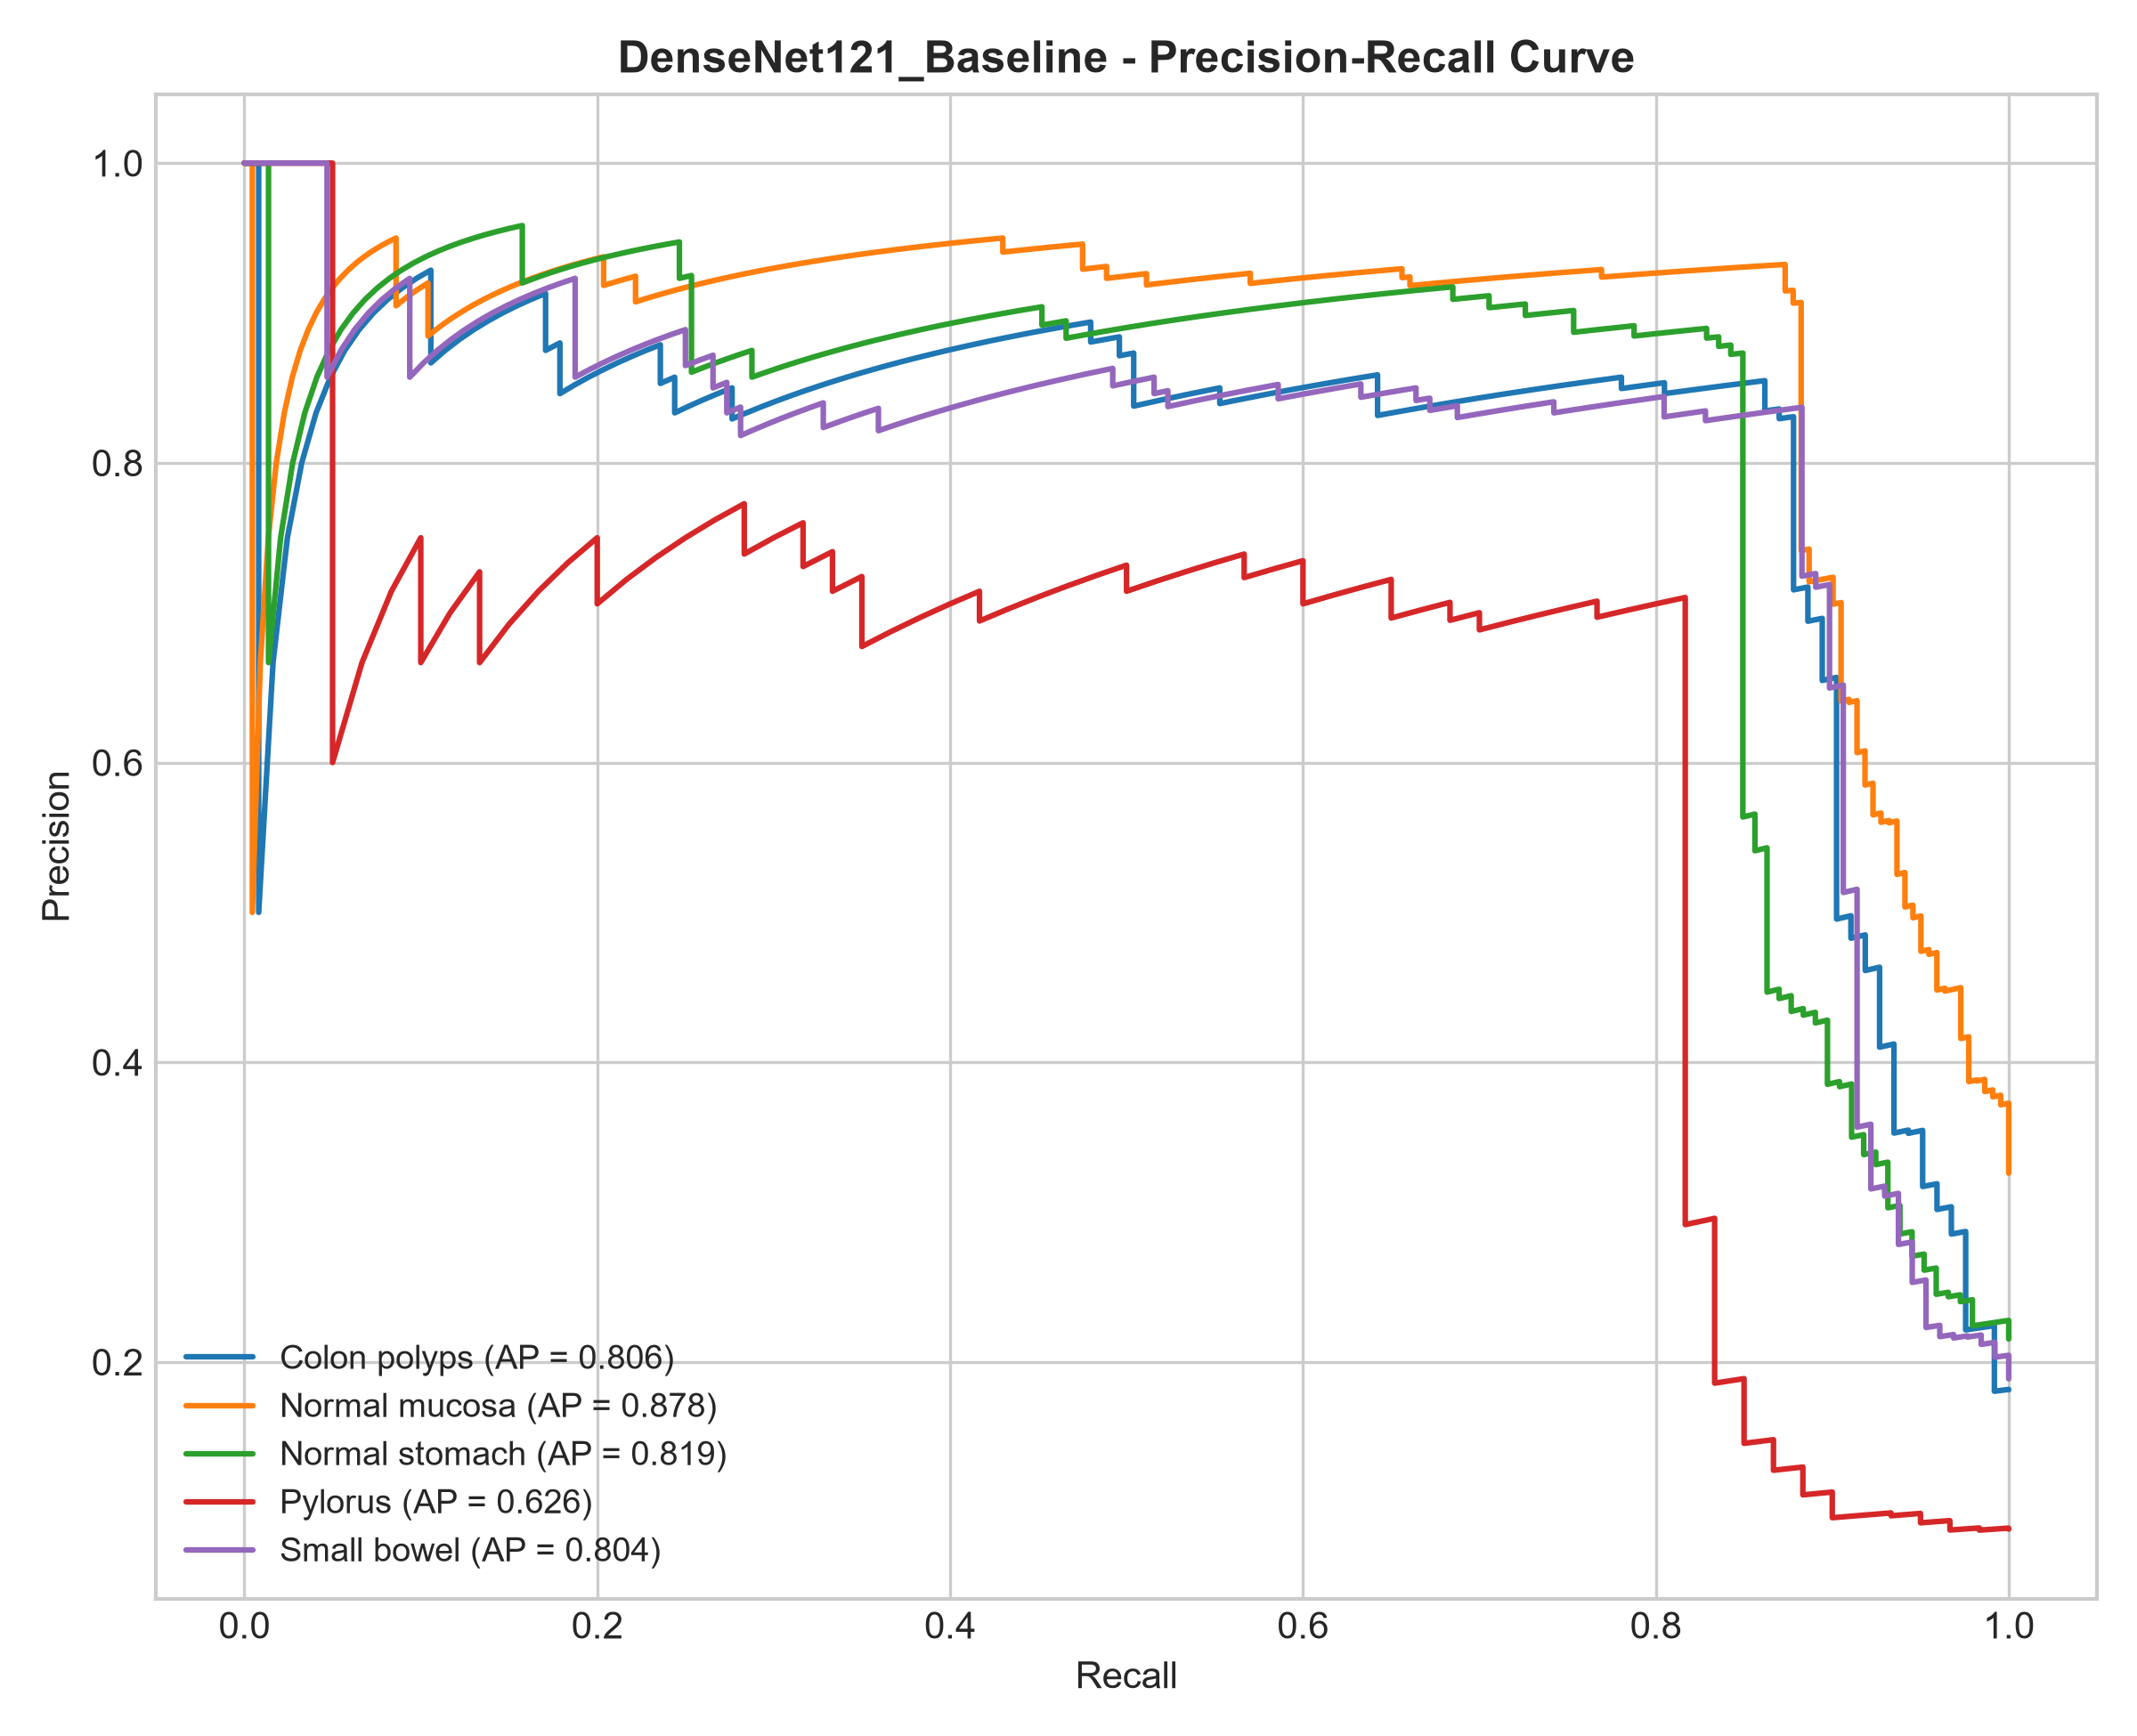 DenseNet121_Baseline - Precision-Recall Curve
1.0
0.8
0.6
0.4
0.2
Precision
Colon polyps (AP = 0.806)
Normal mucosa (AP = 0.878)
Normal stomach (AP = 0.819)
Pylorus (AP = 0.626)
Small bowel (AP = 0.804)
0.0 0.2 0.4 0.6 0.8 1.0
Recall